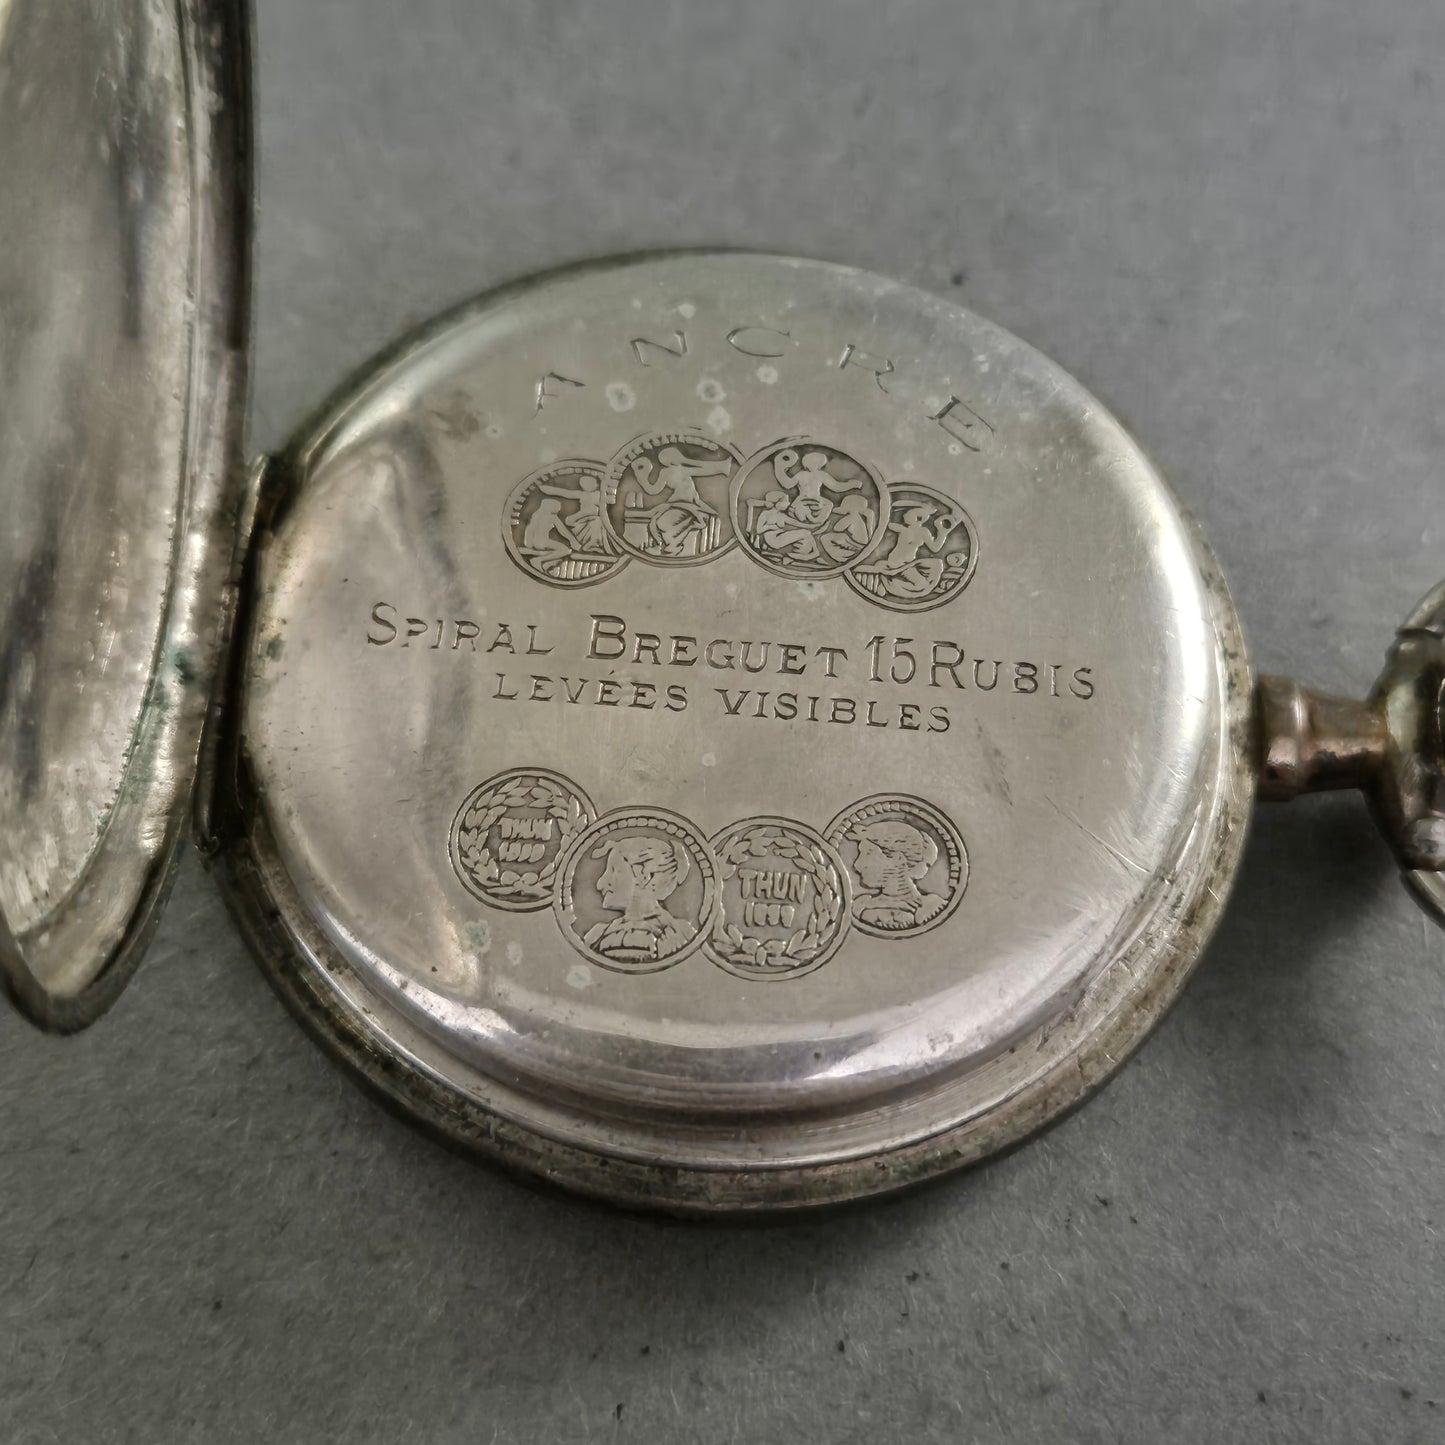 ANCRE
SPIRAL BREGUET 15 RUBIS
LEVÉES VISIBLES
THUN
THUN